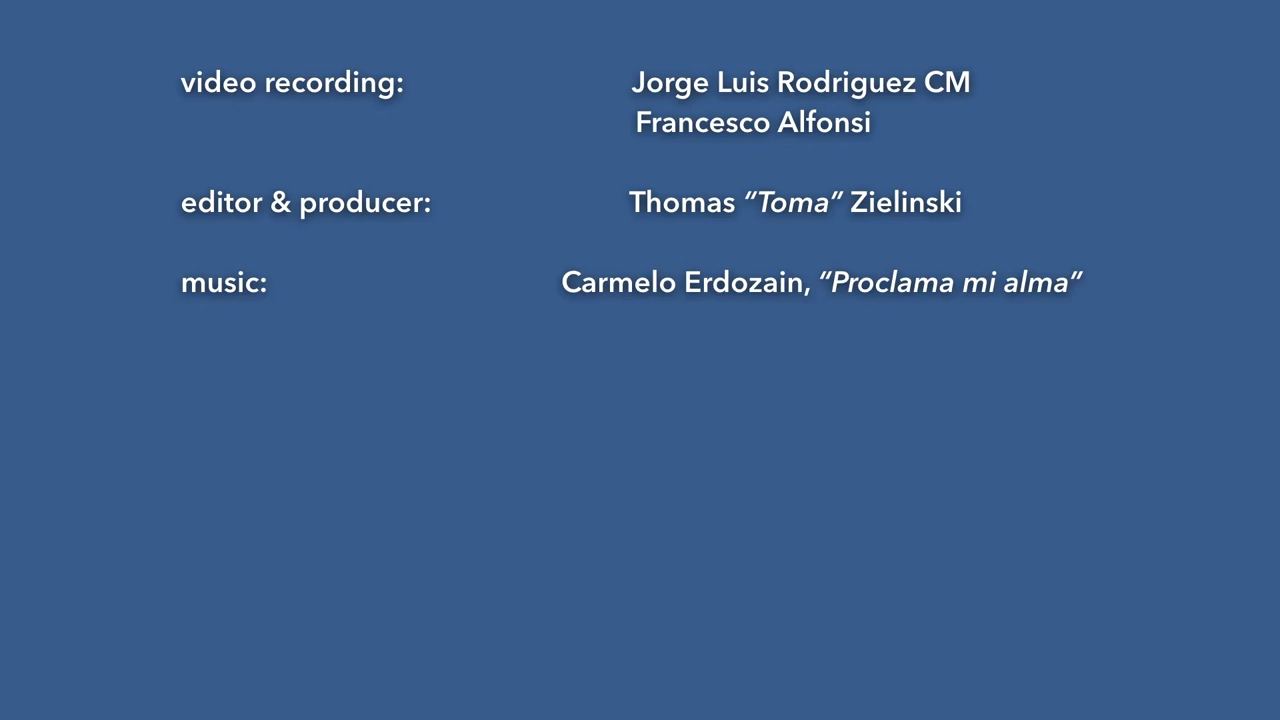 video recording: Jorge Luis Rodriguez CM
Francesco Alfonsi
editor & producer: Thomas “Toma” Zielinski
music: Carmelo Erdozain, “Proclama mi alma”